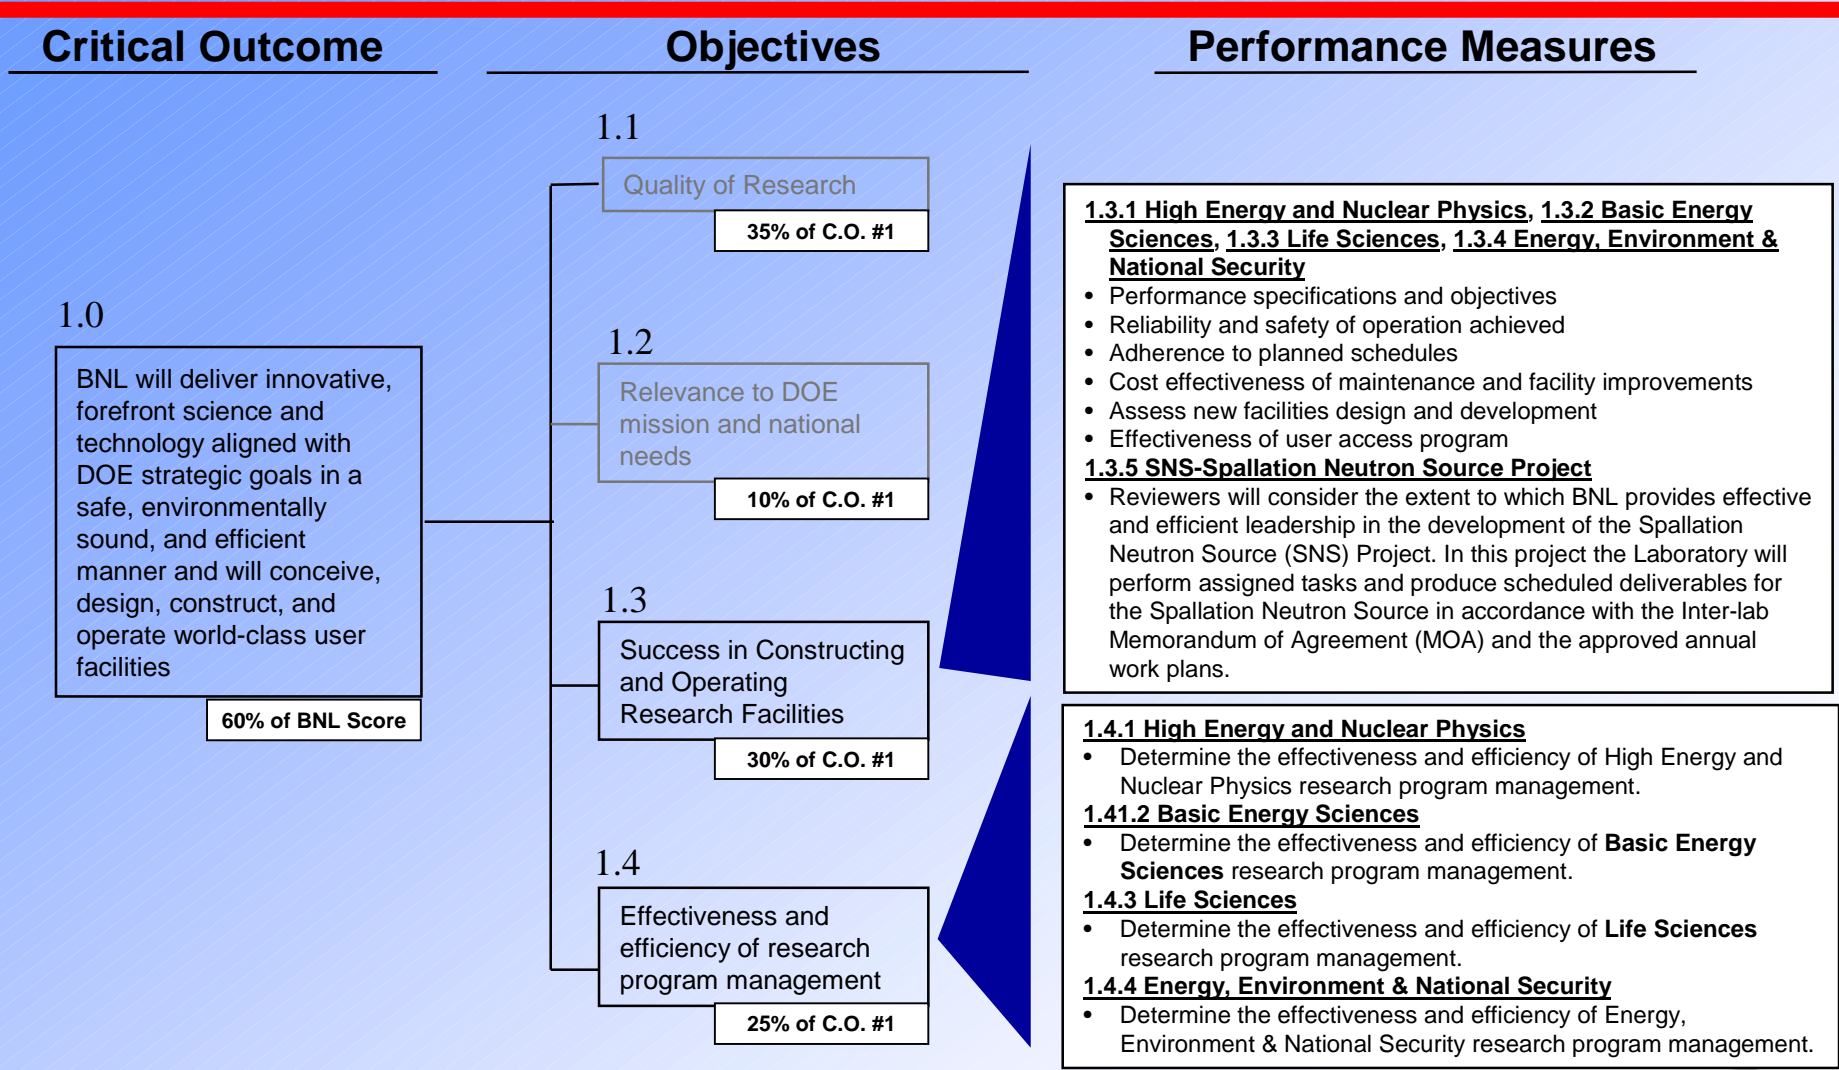 Critical Outcome
Objectives
Performance Measures
1.0
BNL will deliver innovative,
forefront science and
technology aligned with
DOE strategic goals in a
safe, environmentally
sound, and efficient
manner and will conceive,
design, construct, and
operate world-class user
facilities
60% of BNL Score
1.1
Quality of Research
35% of C.O. #1
1.2
Relevance to DOE
mission and national
needs
10% of C.O. #1
1.3
Success in Constructing
and Operating
Research Facilities
30% of C.O. #1
1.4
Effectiveness and
efficiency of research
program management
25% of C.O. #1
1.3.1 High Energy and Nuclear Physics, 1.3.2 Basic Energy
Sciences, 1.3.3 Life Sciences, 1.3.4 Energy, Environment &
National Security
• Performance specifications and objectives
• Reliability and safety of operation achieved
• Adherence to planned schedules
• Cost effectiveness of maintenance and facility improvements
• Assess new facilities design and development
• Effectiveness of user access program
1.3.5 SNS-Spallation Neutron Source Project
• Reviewers will consider the extent to which BNL provides effective
and efficient leadership in the development of the Spallation
Neutron Source (SNS) Project. In this project the Laboratory will
perform assigned tasks and produce scheduled deliverables for
the Spallation Neutron Source in accordance with the Inter-lab
Memorandum of Agreement (MOA) and the approved annual
work plans.
1.4.1 High Energy and Nuclear Physics
• Determine the effectiveness and efficiency of High Energy and
Nuclear Physics research program management.
1.41.2 Basic Energy Sciences
• Determine the effectiveness and efficiency of Basic Energy
Sciences research program management.
1.4.3 Life Sciences
• Determine the effectiveness and efficiency of Life Sciences
research program management.
1.4.4 Energy, Environment & National Security
• Determine the effectiveness and efficiency of Energy,
Environment & National Security research program management.